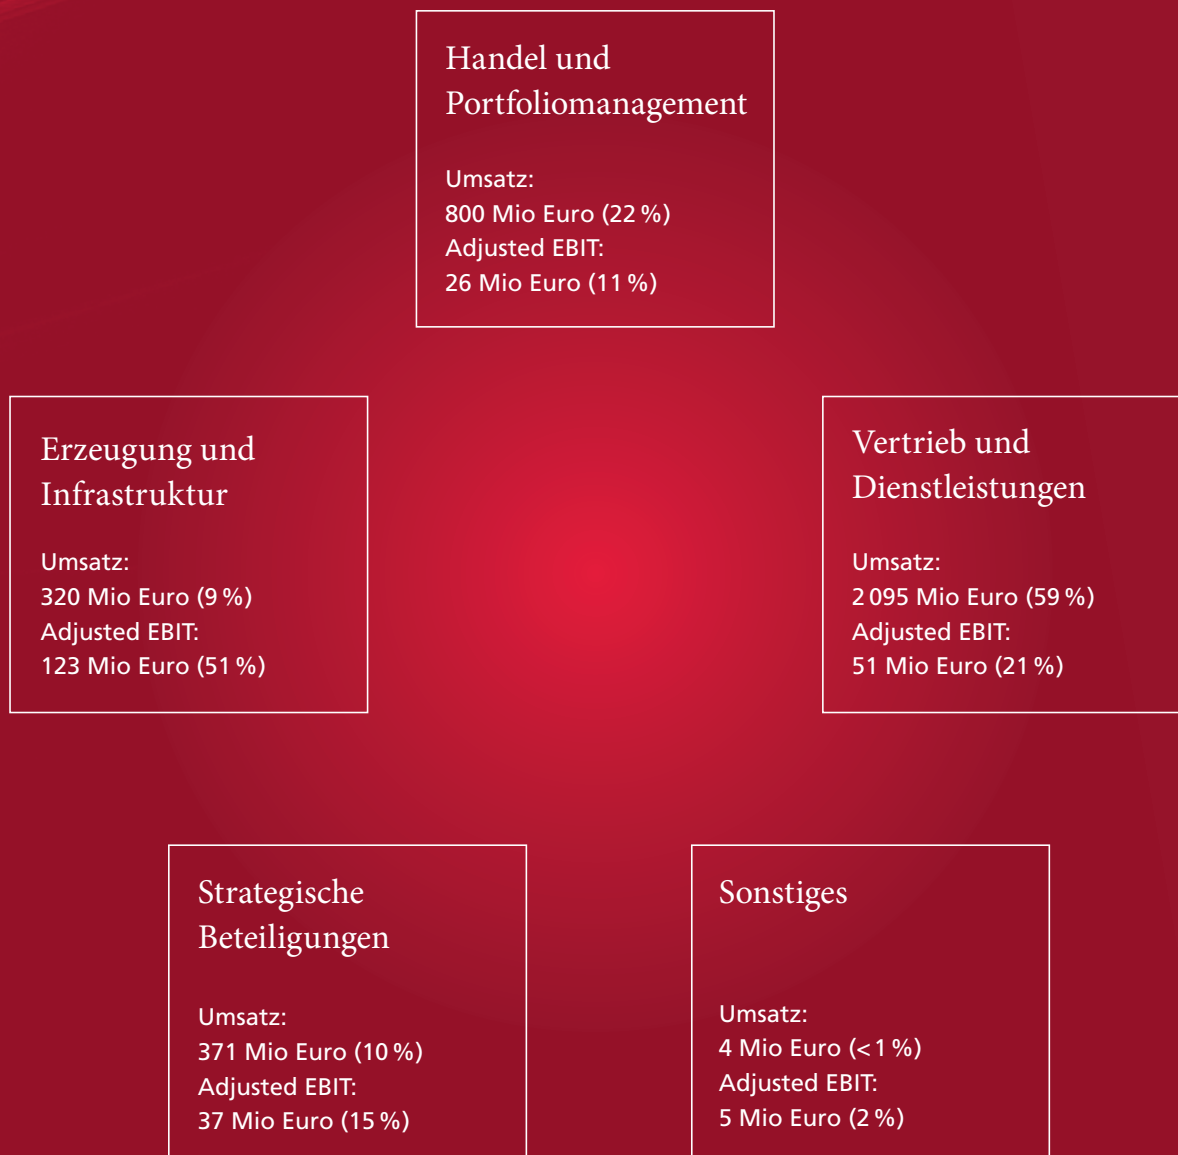 Handel und
Portfoliomanagement
Umsatz:
800 Mio Euro (22 %)
Adjusted EBIT:
26 Mio Euro (11 %)
Erzeugung und
Infrastruktur
Umsatz:
320 Mio Euro (9 %)
Adjusted EBIT:
123 Mio Euro (51 %)
Vertrieb und
Dienstleistungen
Umsatz:
2 095 Mio Euro (59 %)
Adjusted EBIT:
51 Mio Euro (21 %)
Strategische
Beteiligungen
Umsatz:
371 Mio Euro (10 %)
Adjusted EBIT:
37 Mio Euro (15 %)
Sonstiges
Umsatz:
4 Mio Euro (< 1 %)
Adjusted EBIT:
5 Mio Euro (2 %)